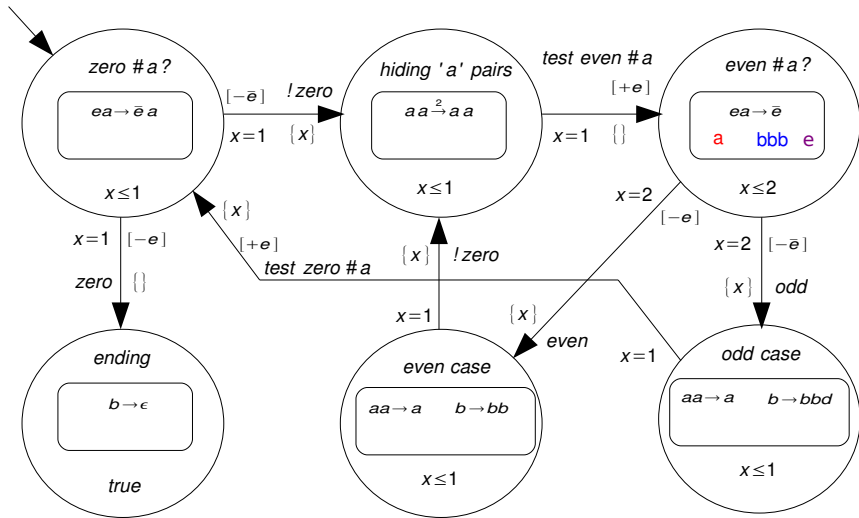 zero # a ?
ea → ē a
x ≤ 1
[−ē] ! zero
x = 1 {x}
hiding ' a ' pairs
a a →² a a
x ≤ 1
test even # a
[+e]
x = 1 {}
even # a?
ea → ē
a bbb e
x ≤ 2
x = 1 [−e]
zero {}
{x}
[+e]
test zero # a
{x} ! zero
x = 1
x = 2
[−e]
{x}
even
x = 2 [−ē]
{x} odd
x = 1
ending
b → ϵ
true
even case
aa → a b → bb
x ≤ 1
odd case
aa → a b → bbd
x ≤ 1